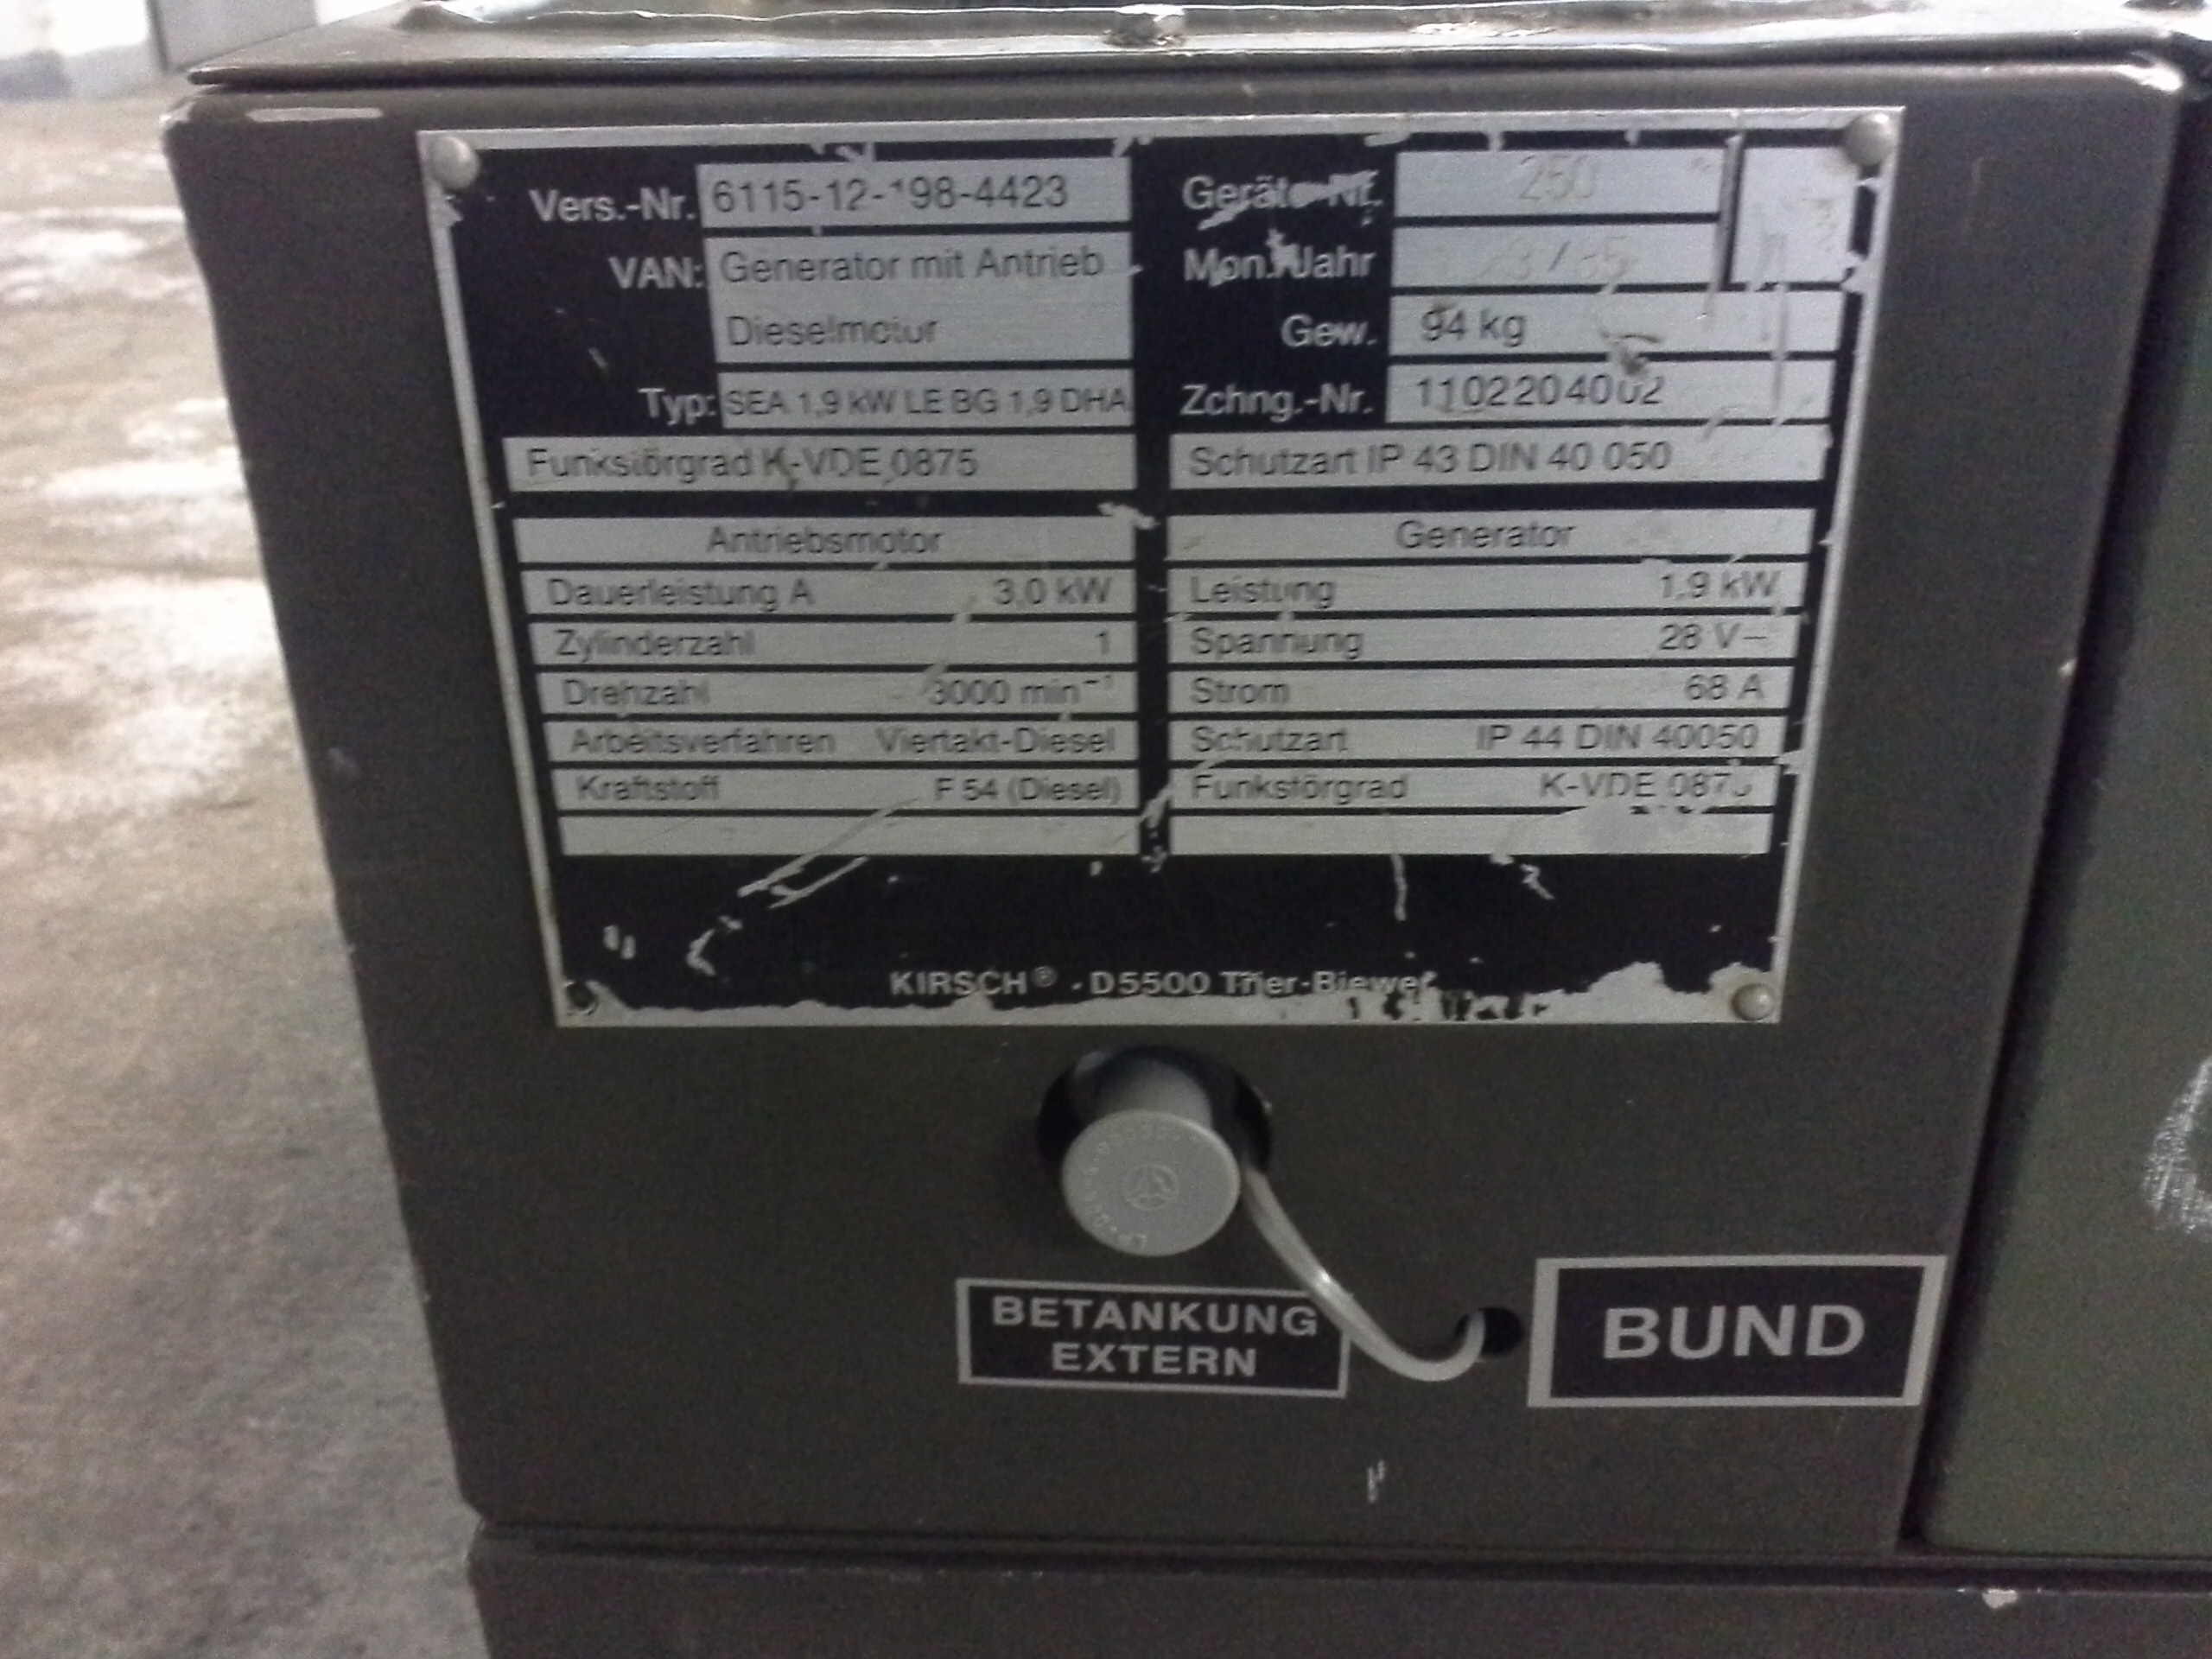 Vers.-Nr. 6115-12-198-4423
VAN: Generator mit Antrieb
Dieselmotor
Typ: SEA 1,9 kW LE BG 1,9 DHA
Funkstörgrad K-VDE 0875
Geräte-Nr. 250
Mon./Jahr
Gew. 94 kg
Zchng.-Nr. 1102204002
Schutzart IP 43 DIN 40 050
Antriebsmotor
Dauerleistung A 3,0 kW
Zylinderzahl 1
Drehzahl 3000 min⁻¹
Arbeitsverfahren Viertakt-Diesel
Kraftstoff F 54 (Diesel)
Generator
Leistung 1,9 kW
Spannung 28 V–
Strom 68 A
Schutzart IP 44 DIN 40050
Funkstörgrad K-VDE 0875
KIRSCH® - D5500 Trier-Biewer
BETANKUNG
EXTERN
BUND